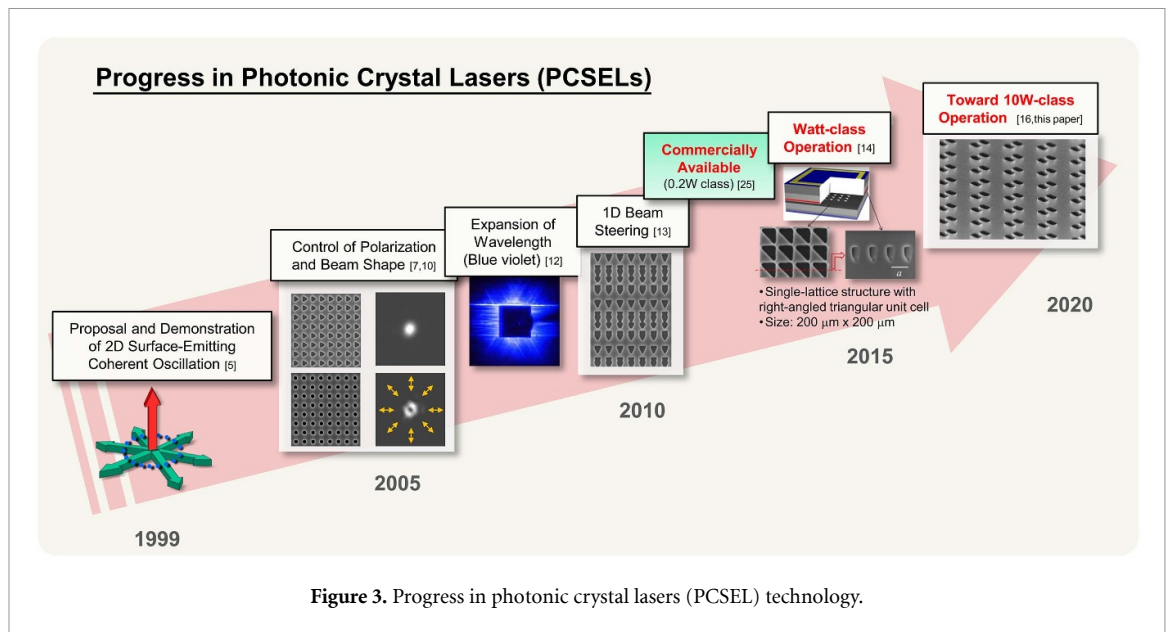 Progress in Photonic Crystal Lasers (PCSELs)
Proposal and Demonstration
of 2D Surface-Emitting
Coherent Oscillation [5]
1999
Control of Polarization
and Beam Shape [7,10]
2005
Expansion of
Wavelength
(Blue violet) [12]
1D Beam
Steering [13]
2010
Commercially
Available
(0.2W class) [25]
Watt-class
Operation [14]
a
•Single-lattice structure with
right-angled triangular unit cell
•Size: 200 μm x 200 μm
2015
Toward 10W-class
Operation [16,this paper]
2020
Figure 3. Progress in photonic crystal lasers (PCSEL) technology.